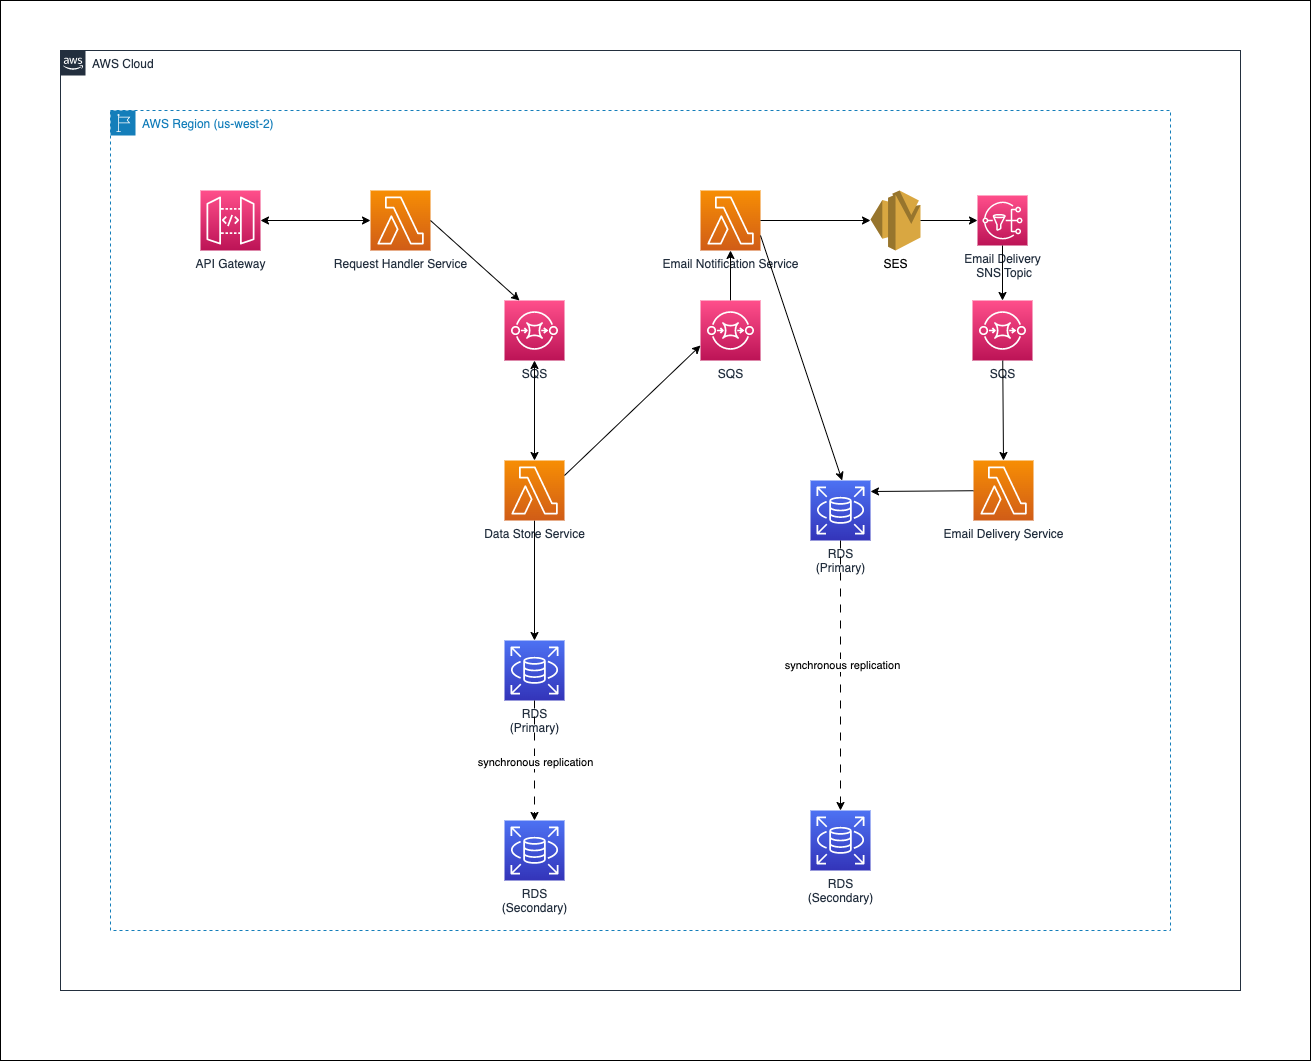 aws
AWS Cloud
AWS Region (us-west-2)
</>
API Gateway
Request Handler Service
Email Notification Service
SES
Email Delivery
SNS Topic
SQS
SQS
SQS
Data Store Service
RDS
(Primary)
Email Delivery Service
synchronous replication
RDS
(Primary)
synchronous replication
RDS
(Secondary)
RDS
(Secondary)